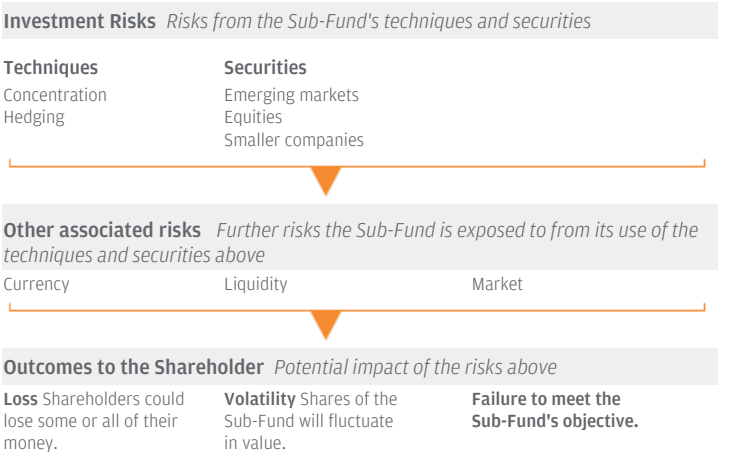 Investment Risks Risks from the Sub-Fund's techniques and securities
Techniques
Concentration
Hedging
Securities
Emerging markets
Equities
Smaller companies
Other associated risks Further risks the Sub-Fund is exposed to from its use of the
techniques and securities above
Currency
Liquidity
Market
Outcomes to the Shareholder Potential impact of the risks above
Loss Shareholders could
lose some or all of their
money.
Volatility Shares of the
Sub-Fund will fluctuate
in value.
Failure to meet the
Sub-Fund's objective.